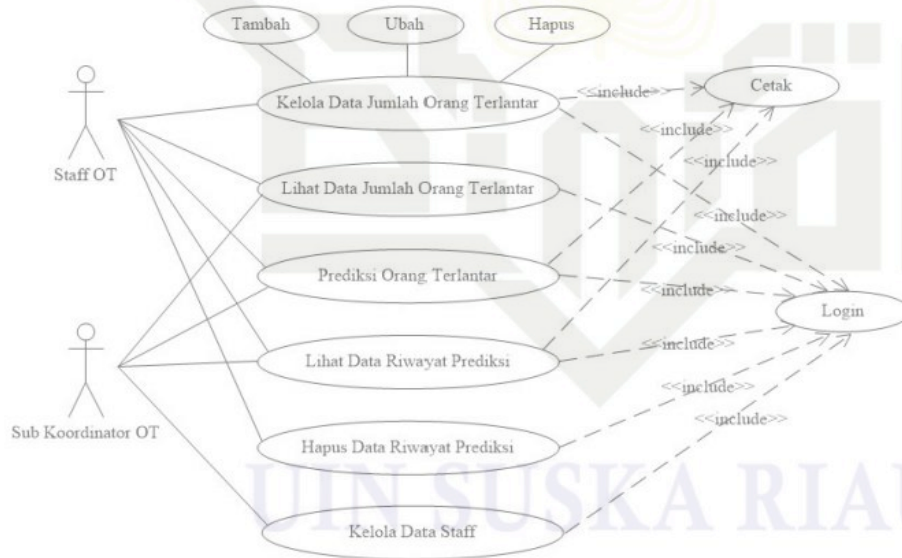 Tambah
Ubah
Hapus
Staff OT
Kelola Data Jumlah Orang Terlantar
<<include>>
Cetak
<<include>>
<<include>>
Lihat Data Jumlah Orang Terlantar
<<include>>
<<include>>
Prediksi Orang Terlantar
<<include>>
Login
Sub Koordinator OT
Lihat Data Riwayat Prediksi
<<include>>
<<include>>
<<include>>
Hapus Data Riwayat Prediksi
Kelola Data Staff
UIN SUSKA RIAU